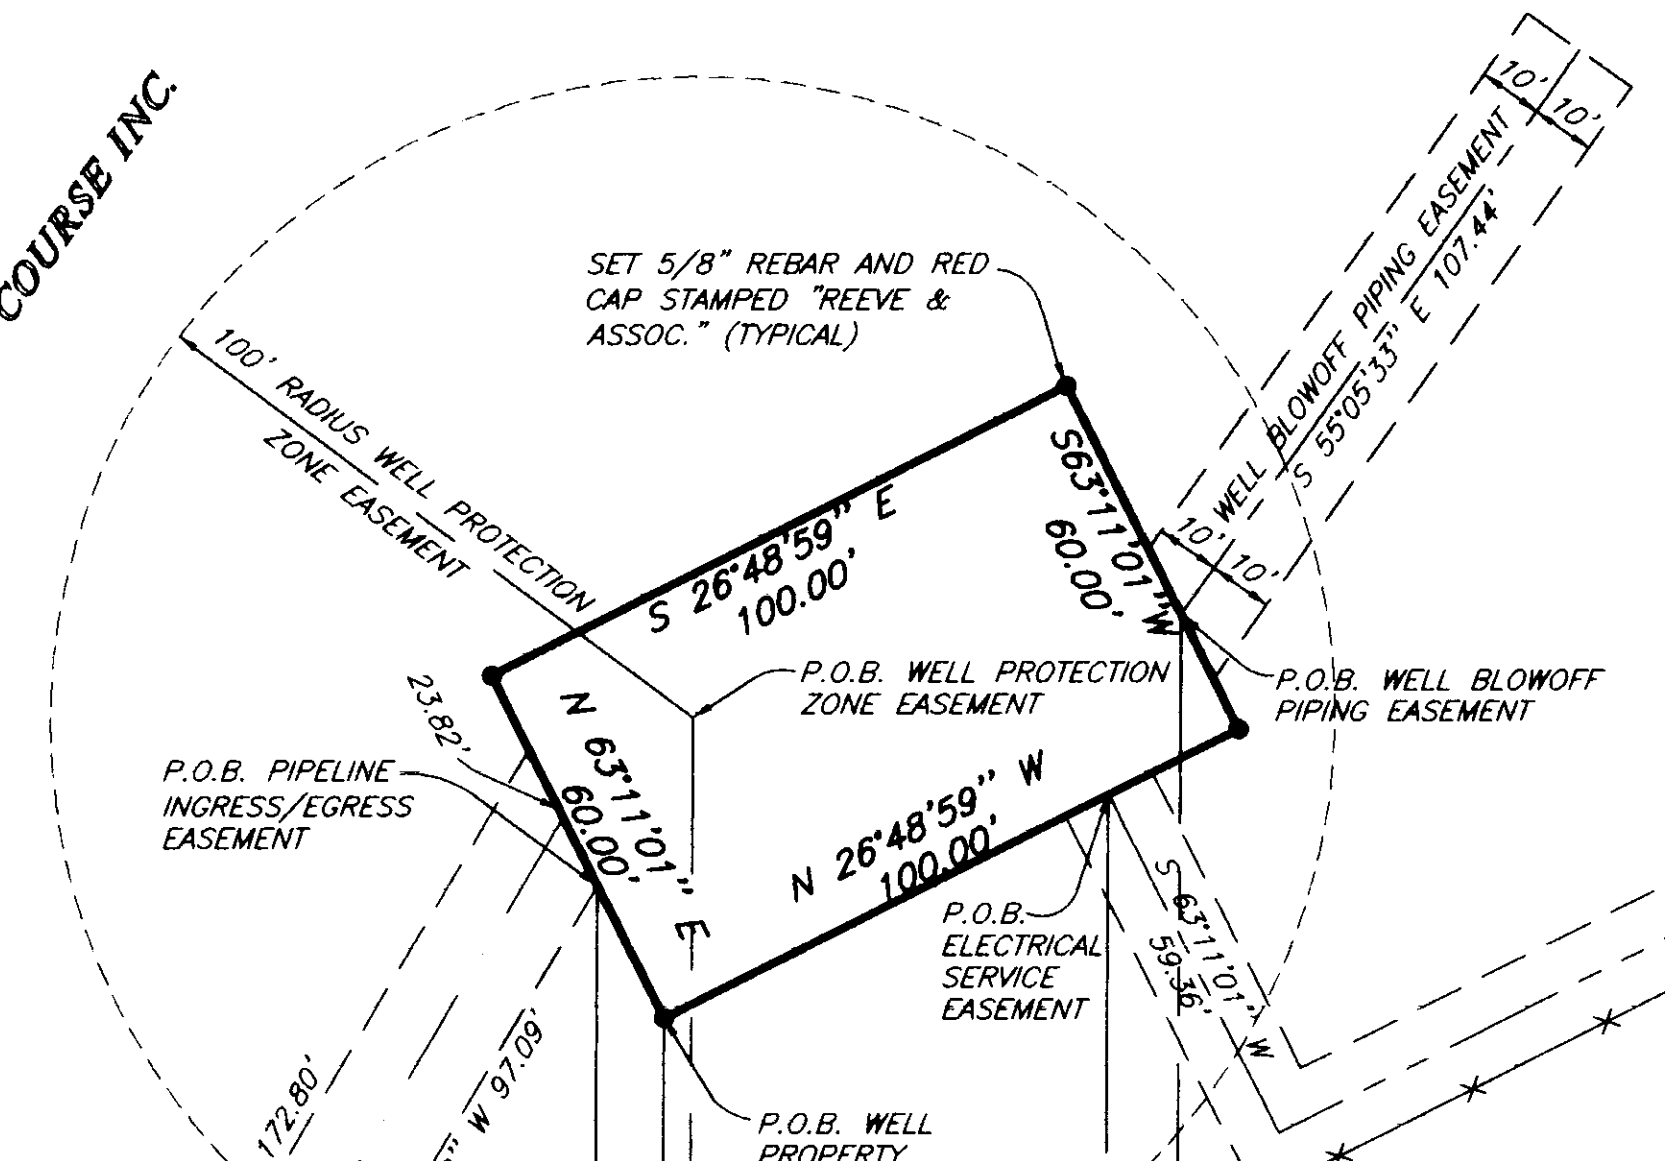 COURSE INC.
10'
10'
WELL BLOWOFF PIPING EASEMENT
S 55°05'33" E 107.44'
SET 5/8" REBAR AND RED
CAP STAMPED "REEVE &
ASSOC." (TYPICAL)
100' RADIUS WELL PROTECTION
ZONE EASEMENT
S 26°48'59" E
100.00'
S63°11'01"W
60.00'
10'
10'
P.O.B. WELL PROTECTION
ZONE EASEMENT
P.O.B. WELL BLOWOFF
PIPING EASEMENT
23.82'
N 63°11'01" E
60.00'
P.O.B. PIPELINE
INGRESS/EGRESS
EASEMENT
N 26°48'59" W
100.00'
P.O.B.
ELECTRICAL
SERVICE
EASEMENT
S 63°11'01" W
59.36'
172.80'
" W 97.09'
P.O.B. WELL
PROPERTY